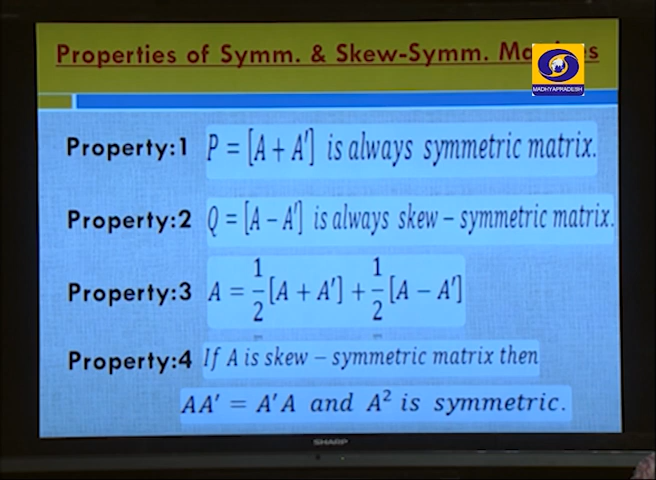 Properties of Symm. & Skew-Symm. Ma es
MADHYAPRADESH
Property:1 P = [A + A′] is always symmetric matrix.
Property:2 Q = [A − A′] is always skew − symmetric matrix.
Property:3 A = 1/2 [A + A′] + 1/2 [A − A′]
Property:4 If A is skew − symmetric matrix then
AA′ = A′A and A² is symmetric.
SHARP